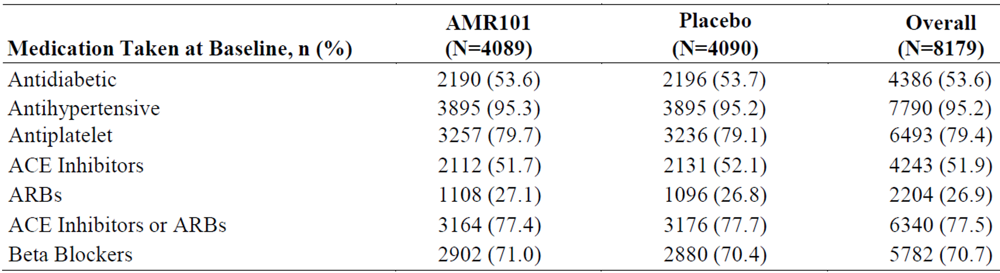 AMR101 Placebo Overall
Medication Taken at Baseline, n (%) (N=4089) (N=4090) (N=8179)
Antidiabetic 2190 (53.6) 2196 (53.7) 4386 (53.6)
Antihypertensive 3895 (95.3) 3895 (95.2) 7790 (95.2)
Antiplatelet 3257 (79.7) 3236 (79.1) 6493 (79.4)
ACE Inhibitors 2112 (51.7) 2131 (52.1) 4243 (51.9)
ARBs 1108 (27.1) 1096 (26.8) 2204 (26.9)
ACE Inhibitors or ARBs 3164 (77.4) 3176 (77.7) 6340 (77.5)
Beta Blockers 2902 (71.0) 2880 (70.4) 5782 (70.7)